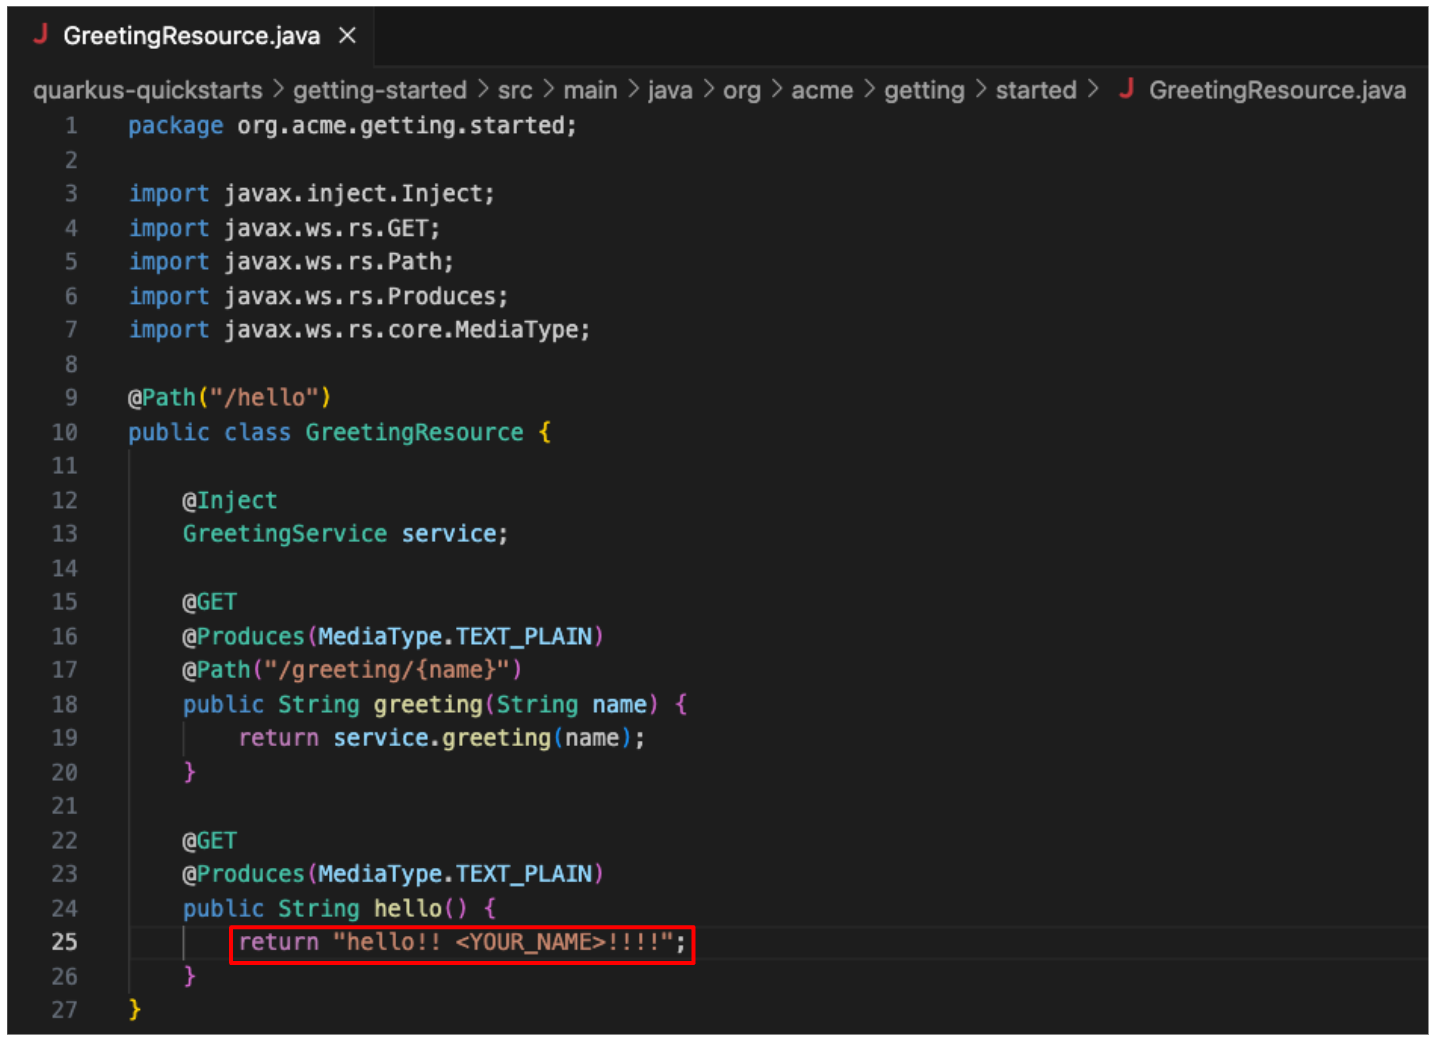 J GreetingResource.java ×
quarkus-quickstarts > getting-started > src > main > java > org > acme > getting > started > J GreetingResource.java
1 package org.acme.getting.started;
2
3 import javax.inject.Inject;
4 import javax.ws.rs.GET;
5 import javax.ws.rs.Path;
6 import javax.ws.rs.Produces;
7 import javax.ws.rs.core.MediaType;
8
9 @Path("/hello")
10 public class GreetingResource {
11
12     @Inject
13     GreetingService service;
14
15     @GET
16     @Produces(MediaType.TEXT_PLAIN)
17     @Path("/greeting/{name}")
18     public String greeting(String name) {
19         return service.greeting(name);
20     }
21
22     @GET
23     @Produces(MediaType.TEXT_PLAIN)
24     public String hello() {
25         return "hello!! <YOUR_NAME>!!!!";
26     }
27 }